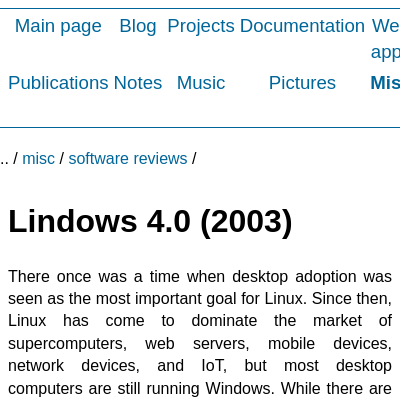 Main page Blog Projects Documentation We
app
Publications Notes Music Pictures Mis
.. / misc / software reviews /
Lindows 4.0 (2003)
There once was a time when desktop adoption was
seen as the most important goal for Linux. Since then,
Linux has come to dominate the market of
supercomputers, web servers, mobile devices,
network devices, and IoT, but most desktop
computers are still running Windows. While there are